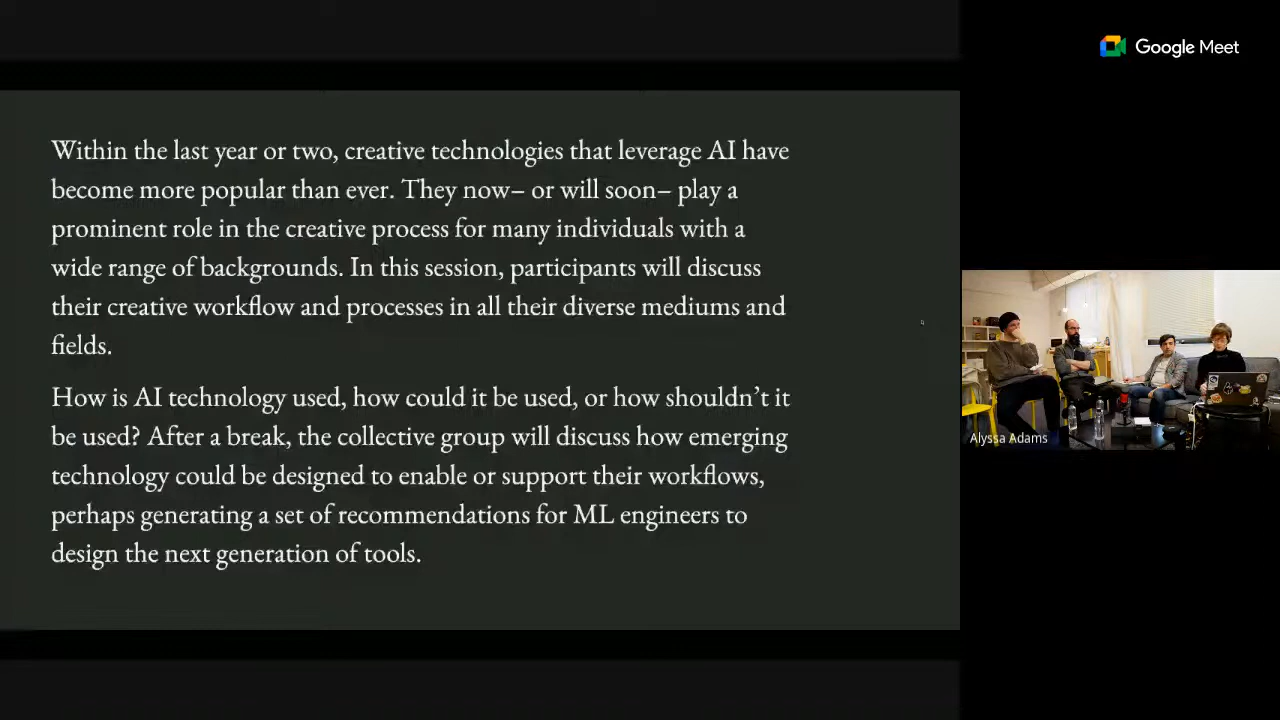 Google Meet
Within the last year or two, creative technologies that leverage AI have
become more popular than ever. They now– or will soon– play a
prominent role in the creative process for many individuals with a
wide range of backgrounds. In this session, participants will discuss
their creative workflow and processes in all their diverse mediums and
fields.
How is AI technology used, how could it be used, or how shouldn’t it
be used? After a break, the collective group will discuss how emerging
technology could be designed to enable or support their workflows,
perhaps generating a set of recommendations for ML engineers to
design the next generation of tools.
Alyssa Adams